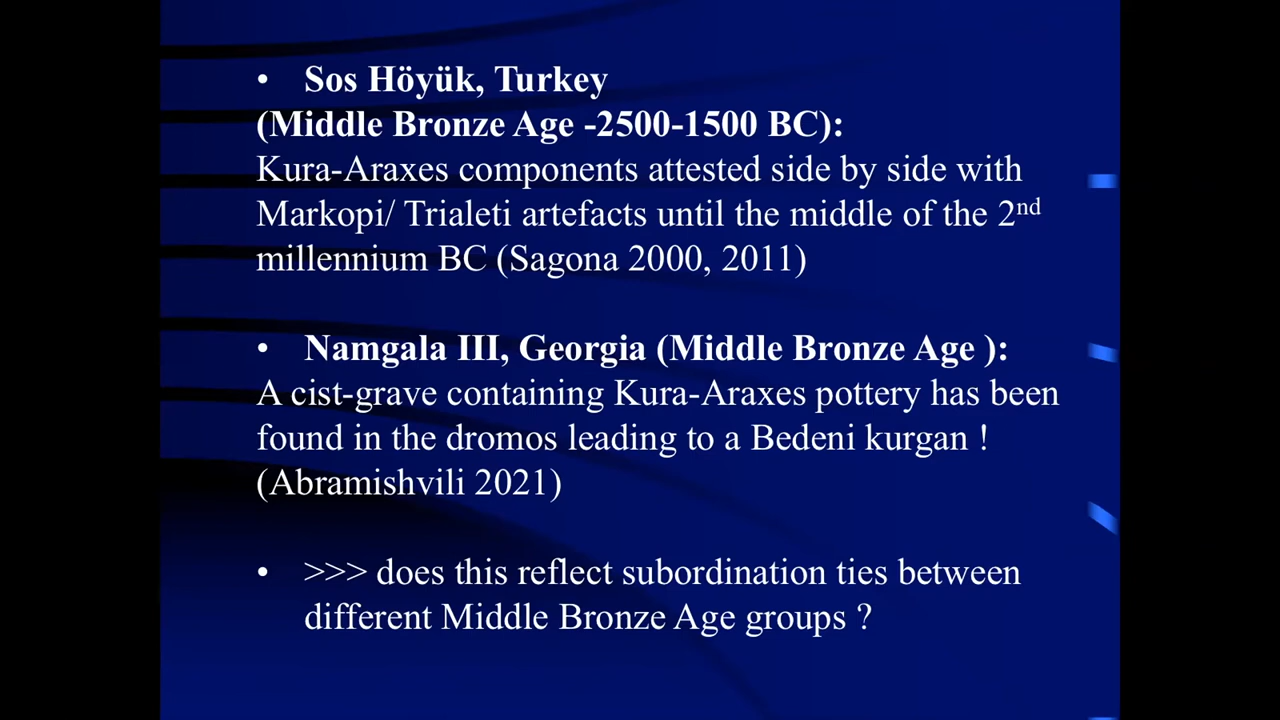 • Sos Höyük, Turkey
(Middle Bronze Age -2500-1500 BC):
Kura-Araxes components attested side by side with
Markopi/ Trialeti artefacts until the middle of the 2nd
millennium BC (Sagona 2000, 2011)
• Namgala III, Georgia (Middle Bronze Age ):
A cist-grave containing Kura-Araxes pottery has been
found in the dromos leading to a Bedeni kurgan !
(Abramishvili 2021)
• >>> does this reflect subordination ties between
different Middle Bronze Age groups ?